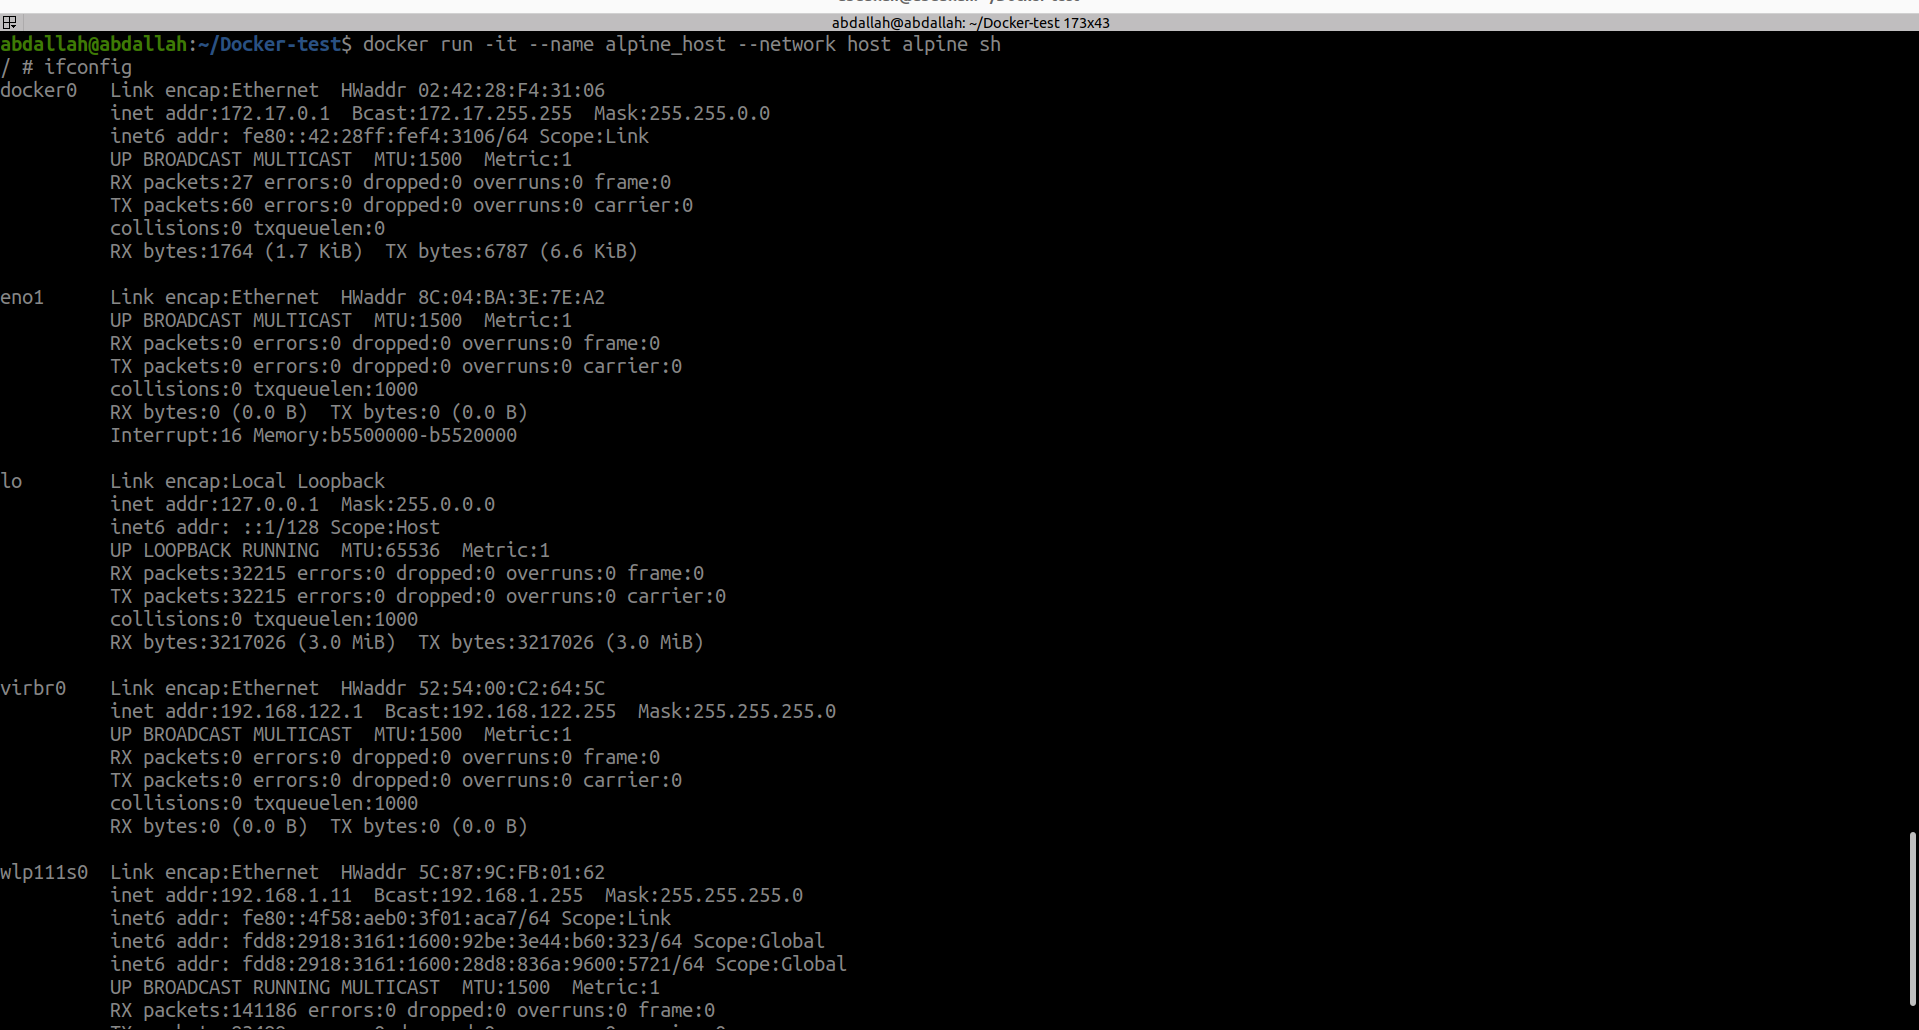 abdallah@abdallah: ~/Docker-test 173x43
abdallah@abdallah:~/Docker-test$ docker run -it --name alpine_host --network host alpine sh
/ # ifconfig
docker0   Link encap:Ethernet  HWaddr 02:42:28:F4:31:06
          inet addr:172.17.0.1  Bcast:172.17.255.255  Mask:255.255.0.0
          inet6 addr: fe80::42:28ff:fef4:3106/64 Scope:Link
          UP BROADCAST MULTICAST  MTU:1500  Metric:1
          RX packets:27 errors:0 dropped:0 overruns:0 frame:0
          TX packets:60 errors:0 dropped:0 overruns:0 carrier:0
          collisions:0 txqueuelen:0
          RX bytes:1764 (1.7 KiB)  TX bytes:6787 (6.6 KiB)

eno1      Link encap:Ethernet  HWaddr 8C:04:BA:3E:7E:A2
          UP BROADCAST MULTICAST  MTU:1500  Metric:1
          RX packets:0 errors:0 dropped:0 overruns:0 frame:0
          TX packets:0 errors:0 dropped:0 overruns:0 carrier:0
          collisions:0 txqueuelen:1000
          RX bytes:0 (0.0 B)  TX bytes:0 (0.0 B)
          Interrupt:16 Memory:b5500000-b5520000

lo        Link encap:Local Loopback
          inet addr:127.0.0.1  Mask:255.0.0.0
          inet6 addr: ::1/128 Scope:Host
          UP LOOPBACK RUNNING  MTU:65536  Metric:1
          RX packets:32215 errors:0 dropped:0 overruns:0 frame:0
          TX packets:32215 errors:0 dropped:0 overruns:0 carrier:0
          collisions:0 txqueuelen:1000
          RX bytes:3217026 (3.0 MiB)  TX bytes:3217026 (3.0 MiB)

virbr0    Link encap:Ethernet  HWaddr 52:54:00:C2:64:5C
          inet addr:192.168.122.1  Bcast:192.168.122.255  Mask:255.255.255.0
          UP BROADCAST MULTICAST  MTU:1500  Metric:1
          RX packets:0 errors:0 dropped:0 overruns:0 frame:0
          TX packets:0 errors:0 dropped:0 overruns:0 carrier:0
          collisions:0 txqueuelen:1000
          RX bytes:0 (0.0 B)  TX bytes:0 (0.0 B)

wlp111s0  Link encap:Ethernet  HWaddr 5C:87:9C:FB:01:62
          inet addr:192.168.1.11  Bcast:192.168.1.255  Mask:255.255.255.0
          inet6 addr: fe80::4f58:aeb0:3f01:aca7/64 Scope:Link
          inet6 addr: fdd8:2918:3161:1600:92be:3e44:b60:323/64 Scope:Global
          inet6 addr: fdd8:2918:3161:1600:28d8:836a:9600:5721/64 Scope:Global
          UP BROADCAST RUNNING MULTICAST  MTU:1500  Metric:1
          RX packets:141186 errors:0 dropped:0 overruns:0 frame:0